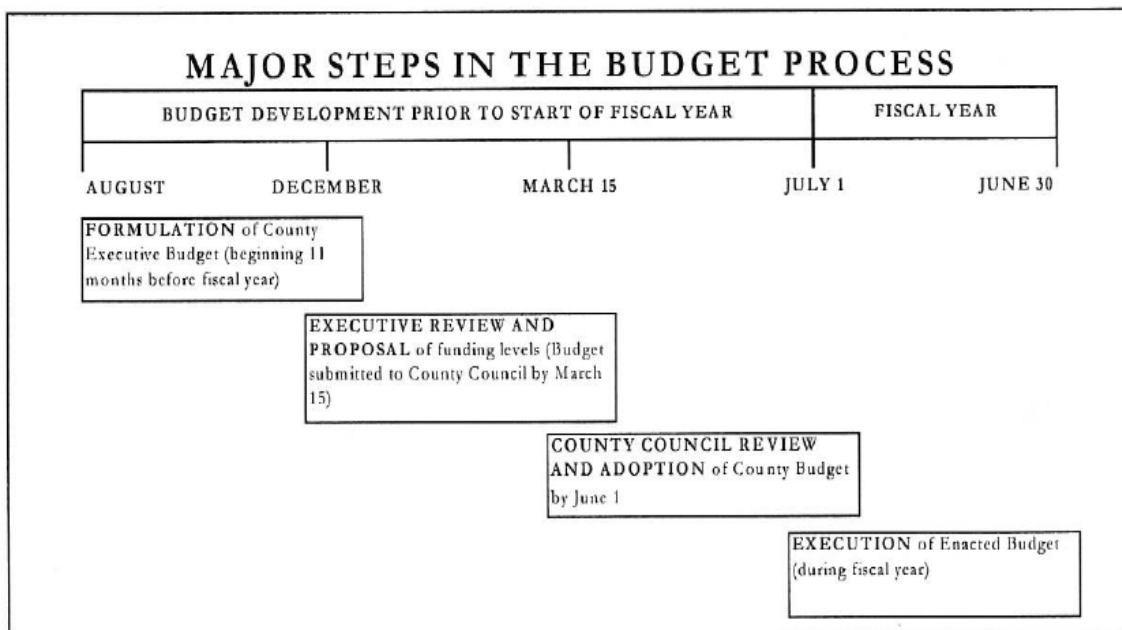 MAJOR STEPS IN THE BUDGET PROCESS
BUDGET DEVELOPMENT PRIOR TO START OF FISCAL YEAR
FISCAL YEAR
AUGUST
DECEMBER
MARCH 15
JULY 1
JUNE 30
FORMULATION of County
Executive Budget (beginning 11
months before fiscal year)
EXECUTIVE REVIEW AND
PROPOSAL of funding levels (Budget
submitted to County Council by March
15)
COUNTY COUNCIL REVIEW
AND ADOPTION of County Budget
by June 1
EXECUTION of Enacted Budget
(during fiscal year)